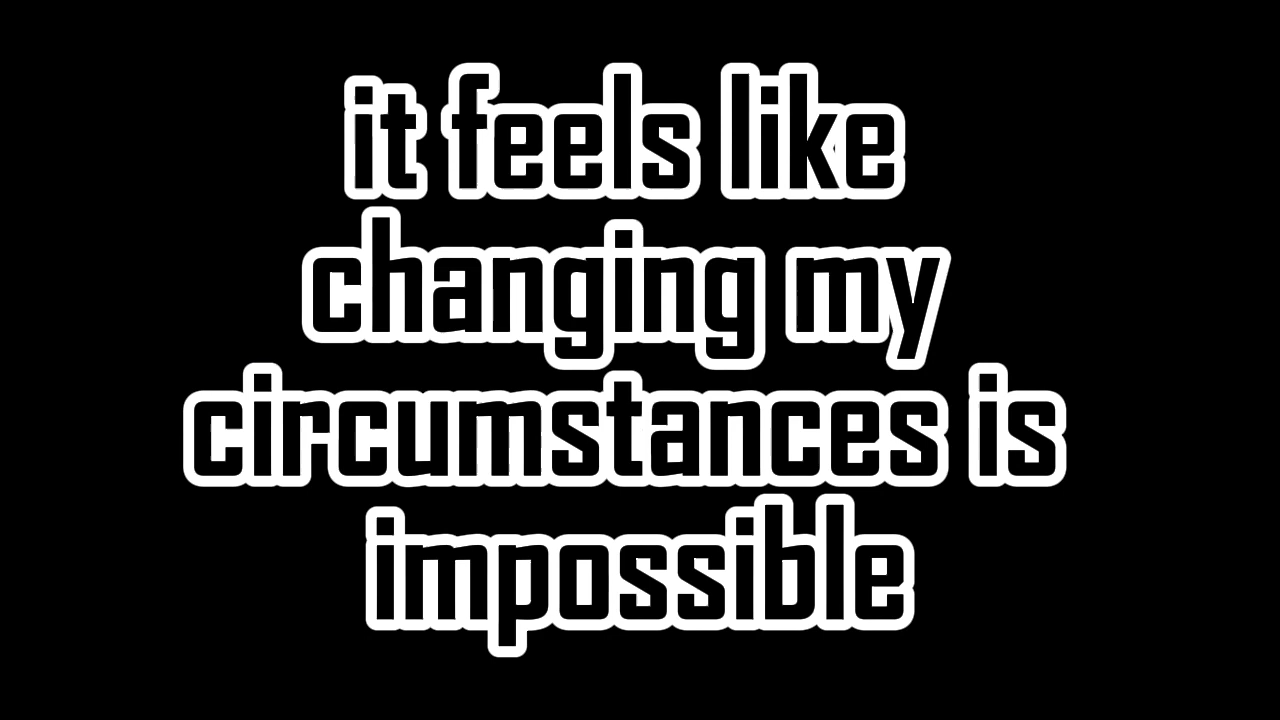 it feels like
changing my
circumstances is
impossible